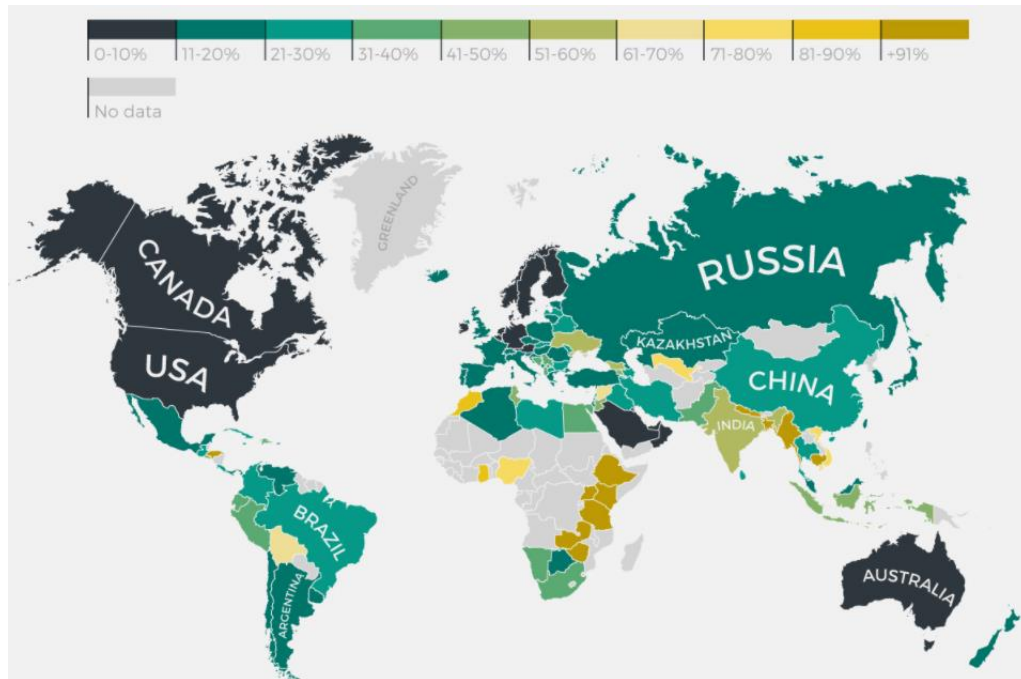 0-10% 11-20% 21-30% 31-40% 41-50% 51-60% 61-70% 71-80% 81-90% +91%
No data
GREENLAND
CANADA
RUSSIA
USA
KAZAKHSTAN
CHINA
INDIA
BRAZIL
ARGENTINA
AUSTRALIA